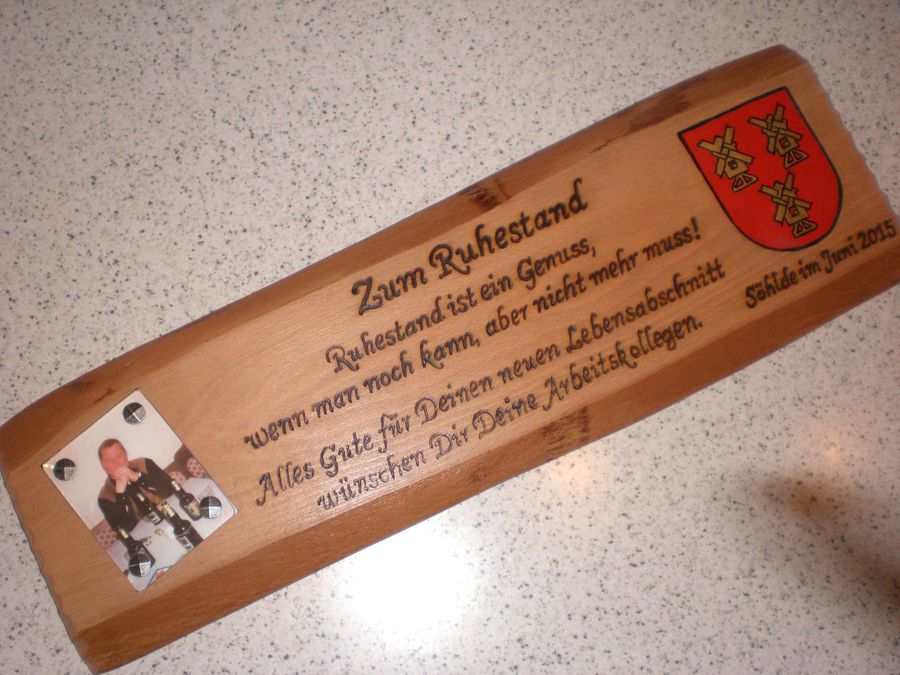 Zum Ruhestand
Ruhestand ist ein Genuss,
wenn man noch kann, aber nicht mehr muss!
Alles Gute für Deinen neuen Lebensabschnitt
wünschen Dir Deine Arbeitskollegen.
Söhlde im Juni 2015